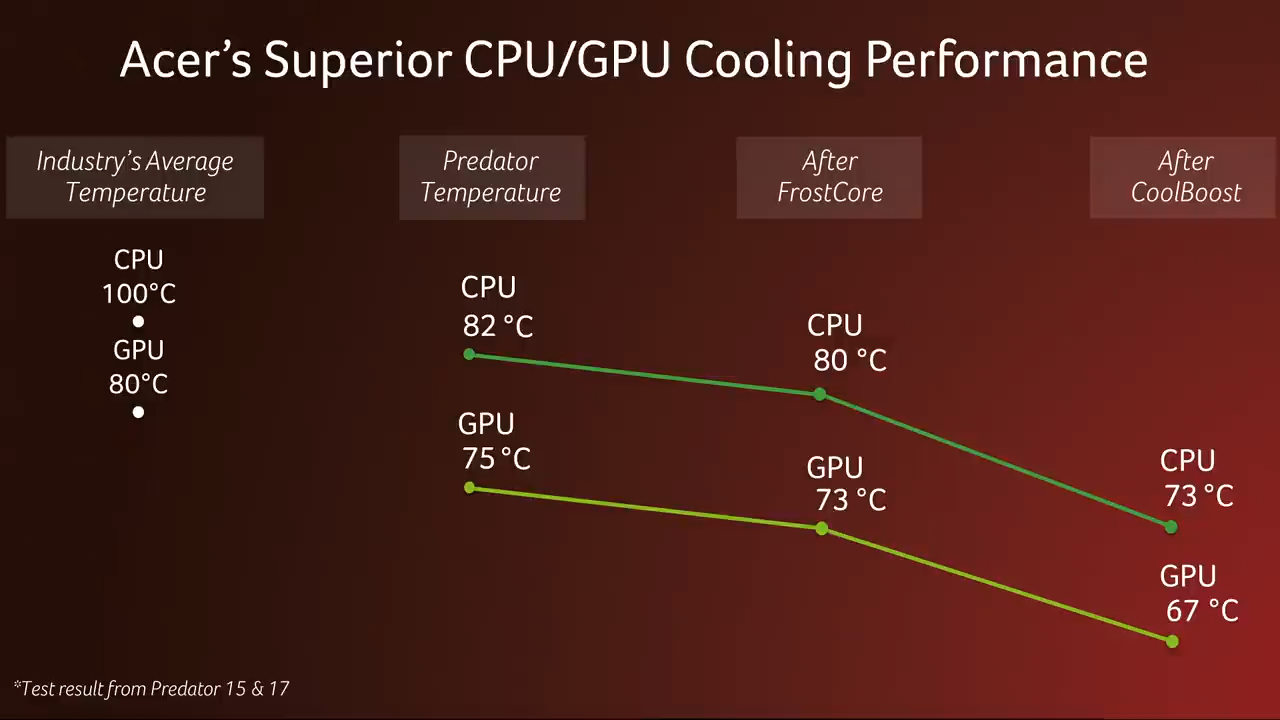 Acer’s Superior CPU/GPU Cooling Performance
Industry’s Average
Temperature
CPU
100°C
GPU
80°C
Predator
Temperature
CPU
82 °C
GPU
75 °C
After
FrostCore
CPU
80 °C
GPU
73 °C
After
CoolBoost
CPU
73 °C
GPU
67 °C
*Test result from Predator 15 & 17